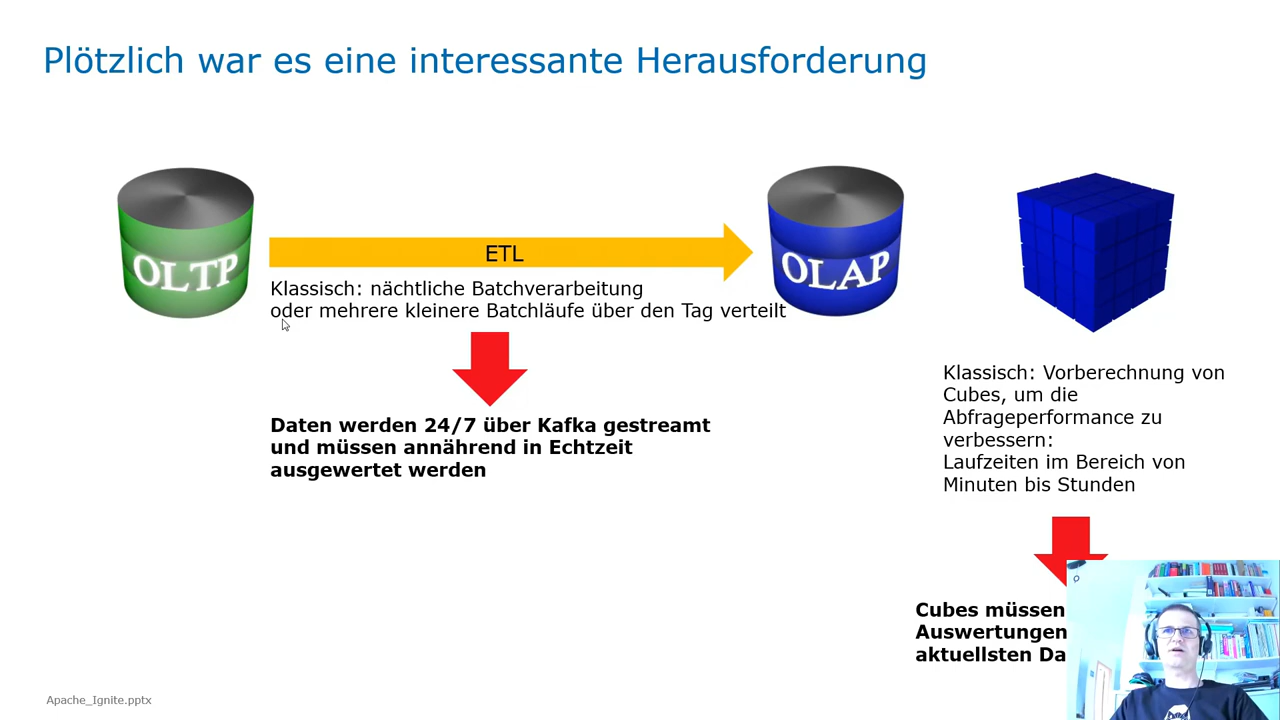 Plötzlich war es eine interessante Herausforderung
OLTP
ETL
OLAP
Klassisch: nächtliche Batchverarbeitung
oder mehrere kleinere Batchläufe über den Tag verteilt
Daten werden 24/7 über Kafka gestreamt
und müssen annährend in Echtzeit
ausgewertet werden
Klassisch: Vorberechnung von
Cubes, um die
Abfrageperformance zu
verbessern:
Laufzeiten im Bereich von
Minuten bis Stunden
Cubes müssen
Auswertungen
aktuellsten Da
Apache_Ignite.pptx